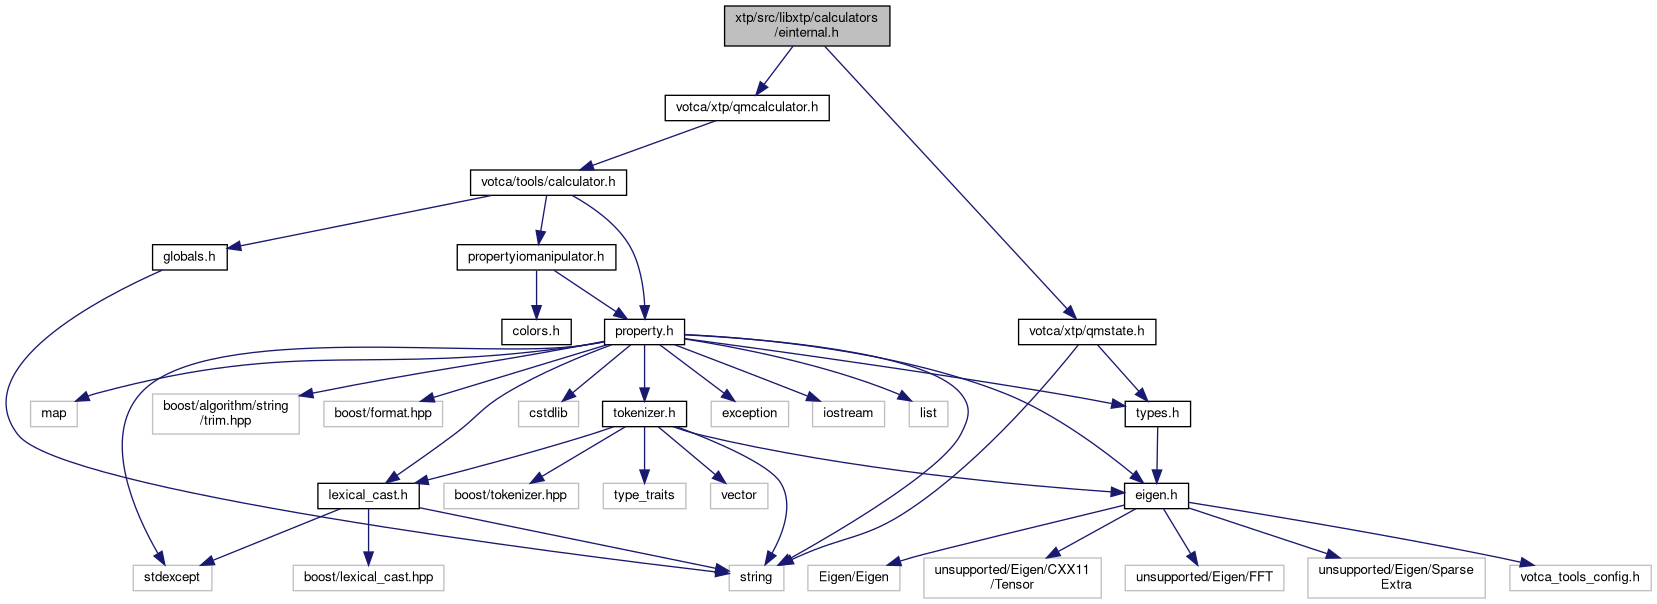 xtp/src/libxtp/calculators
/einternal.h
votca/xtp/qmcalculator.h
votca/tools/calculator.h
globals.h
propertyiomanipulator.h
colors.h
property.h
votca/xtp/qmstate.h
map
boost/algorithm/string
/trim.hpp
boost/format.hpp
cstdlib
tokenizer.h
exception
iostream
list
types.h
lexical_cast.h
boost/tokenizer.hpp
type_traits
vector
eigen.h
stdexcept
boost/lexical_cast.hpp
string
Eigen/Eigen
unsupported/Eigen/CXX11
/Tensor
unsupported/Eigen/FFT
unsupported/Eigen/Sparse
Extra
votca_tools_config.h